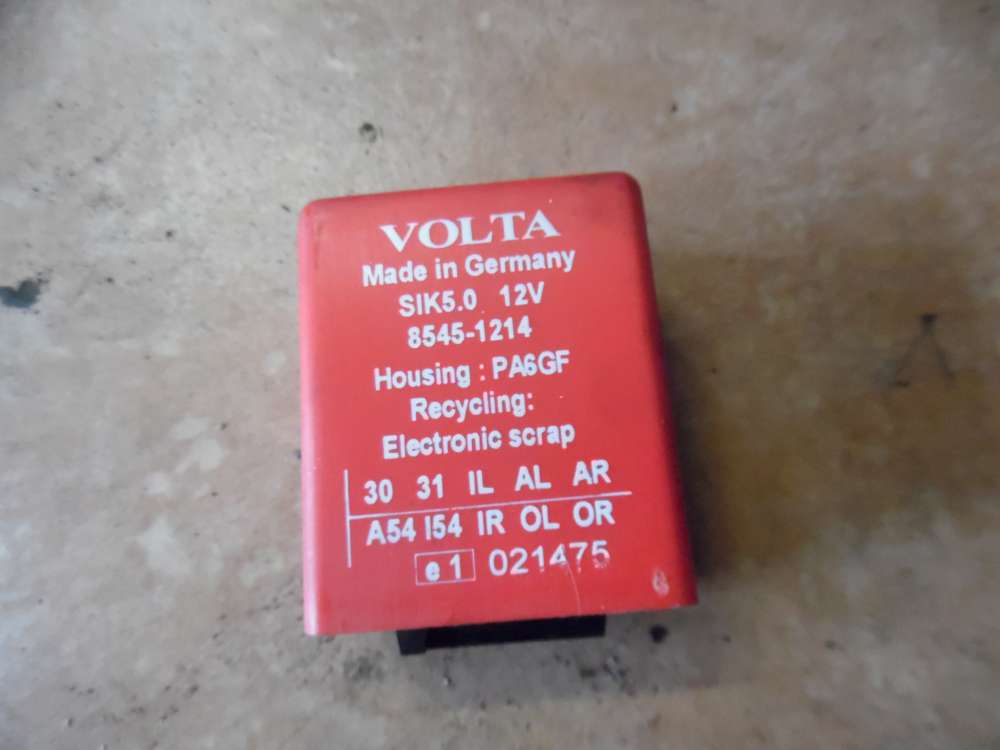 VOLTA
Made in Germany
SIK5.0 12V
8545-1214
Housing : PA6GF
Recycling:
Electronic scrap
30 31 IL AL AR
A54 I54 IR OL OR
e1 021475